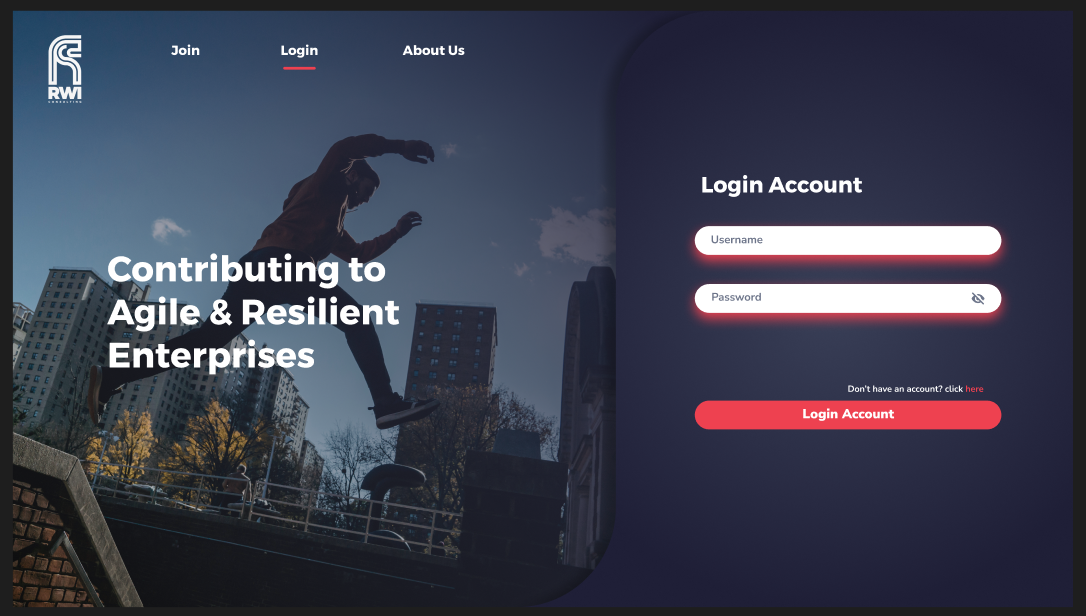 RWI
CONSULTING
Join
Login
About Us
Contributing to
Agile & Resilient
Enterprises
Login Account
Username
Password
Don't have an account? click here
Login Account